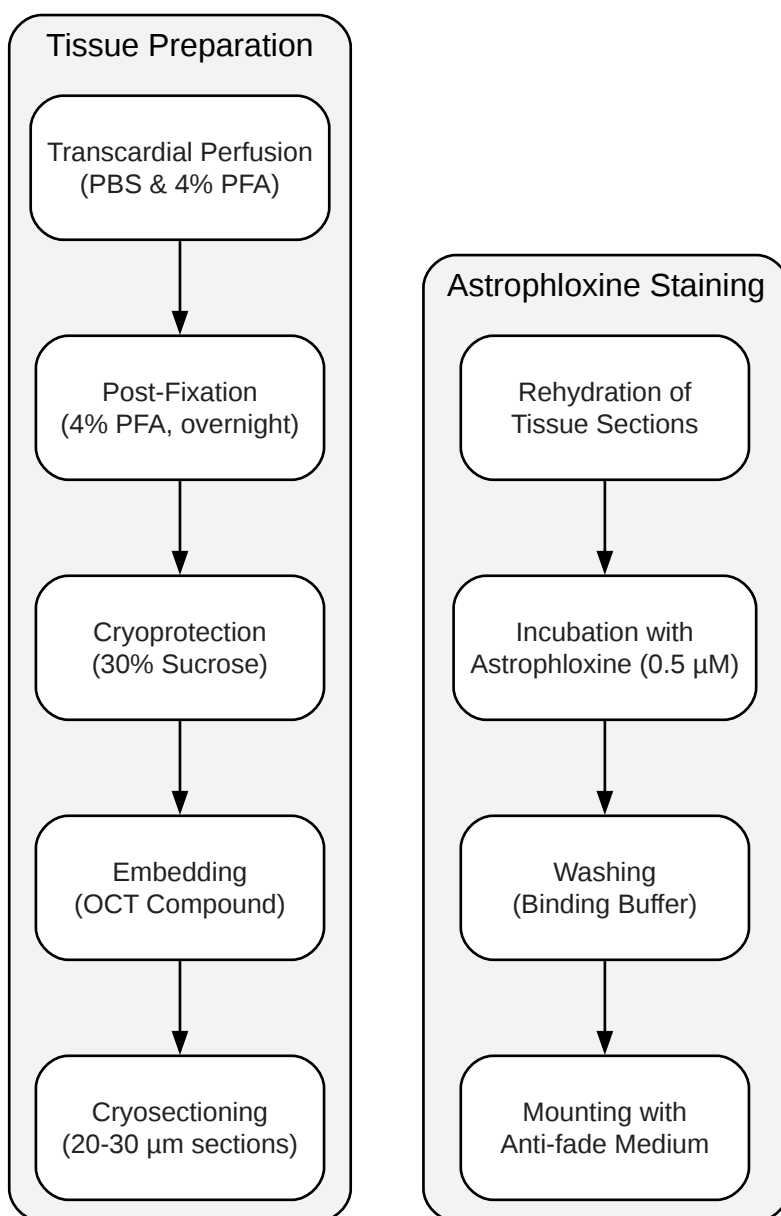 Tissue Preparation
Transcardial Perfusion
(PBS & 4% PFA)
Post-Fixation
(4% PFA, overnight)
Cryoprotection
(30% Sucrose)
Embedding
(OCT Compound)
Cryosectioning
(20-30 µm sections)
Astrophloxine Staining
Rehydration of
Tissue Sections
Incubation with
Astrophloxine (0.5 µM)
Washing
(Binding Buffer)
Mounting with
Anti-fade Medium